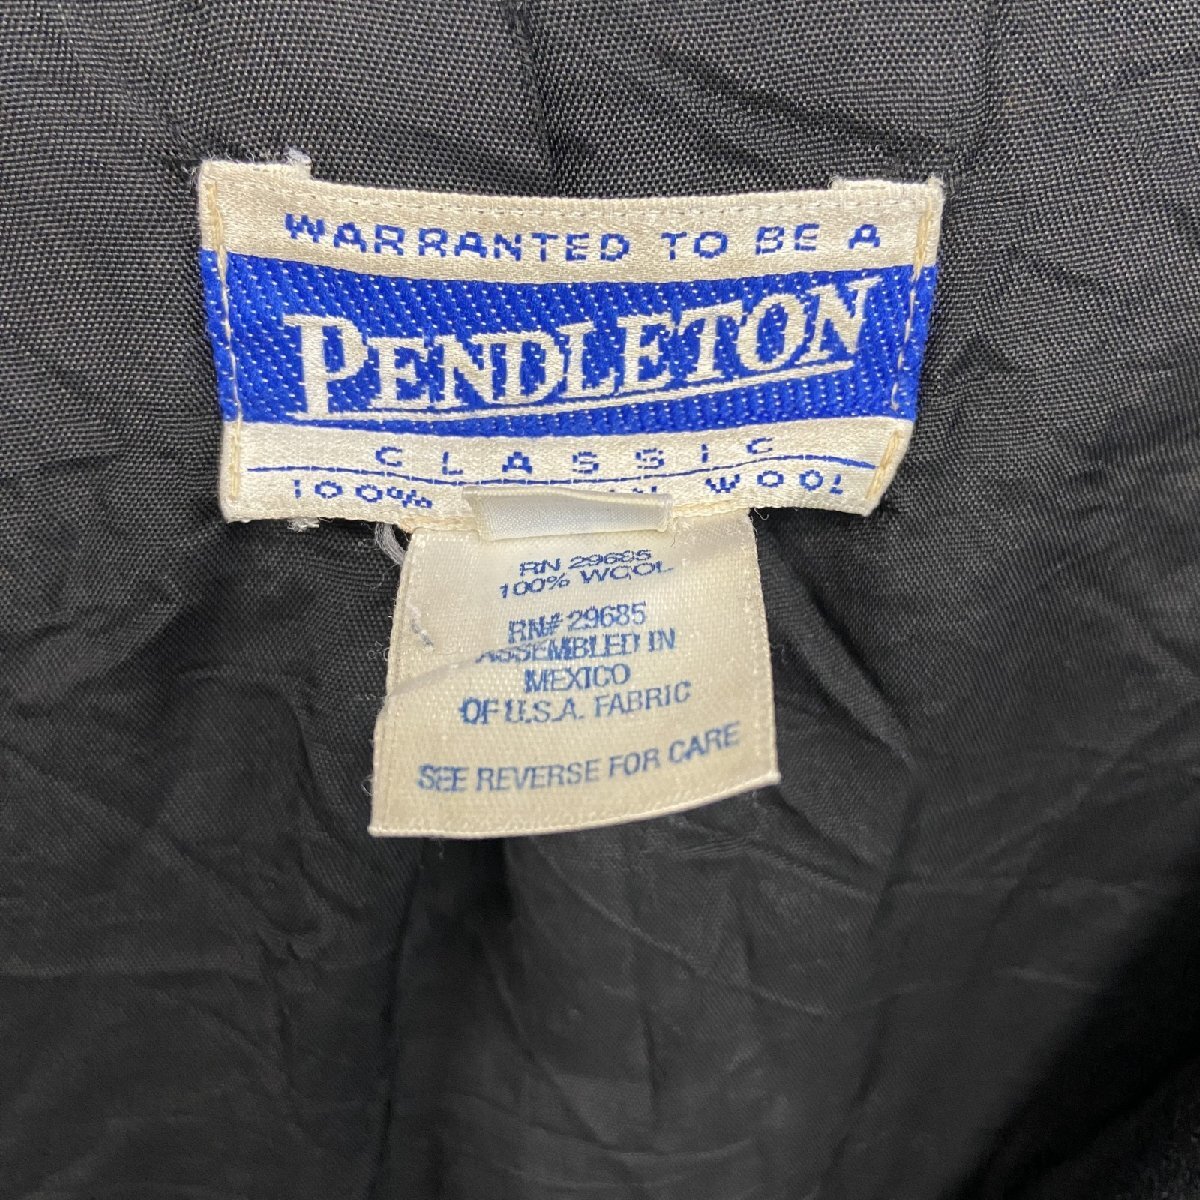 WARRANTED TO BE A
PENDLETON
CLASSIC
100% WOOL
RN 29685
100% WOOL
RN# 29685
ASSEMBLED IN
MEXICO
OF U.S.A. FABRIC
SEE REVERSE FOR CARE